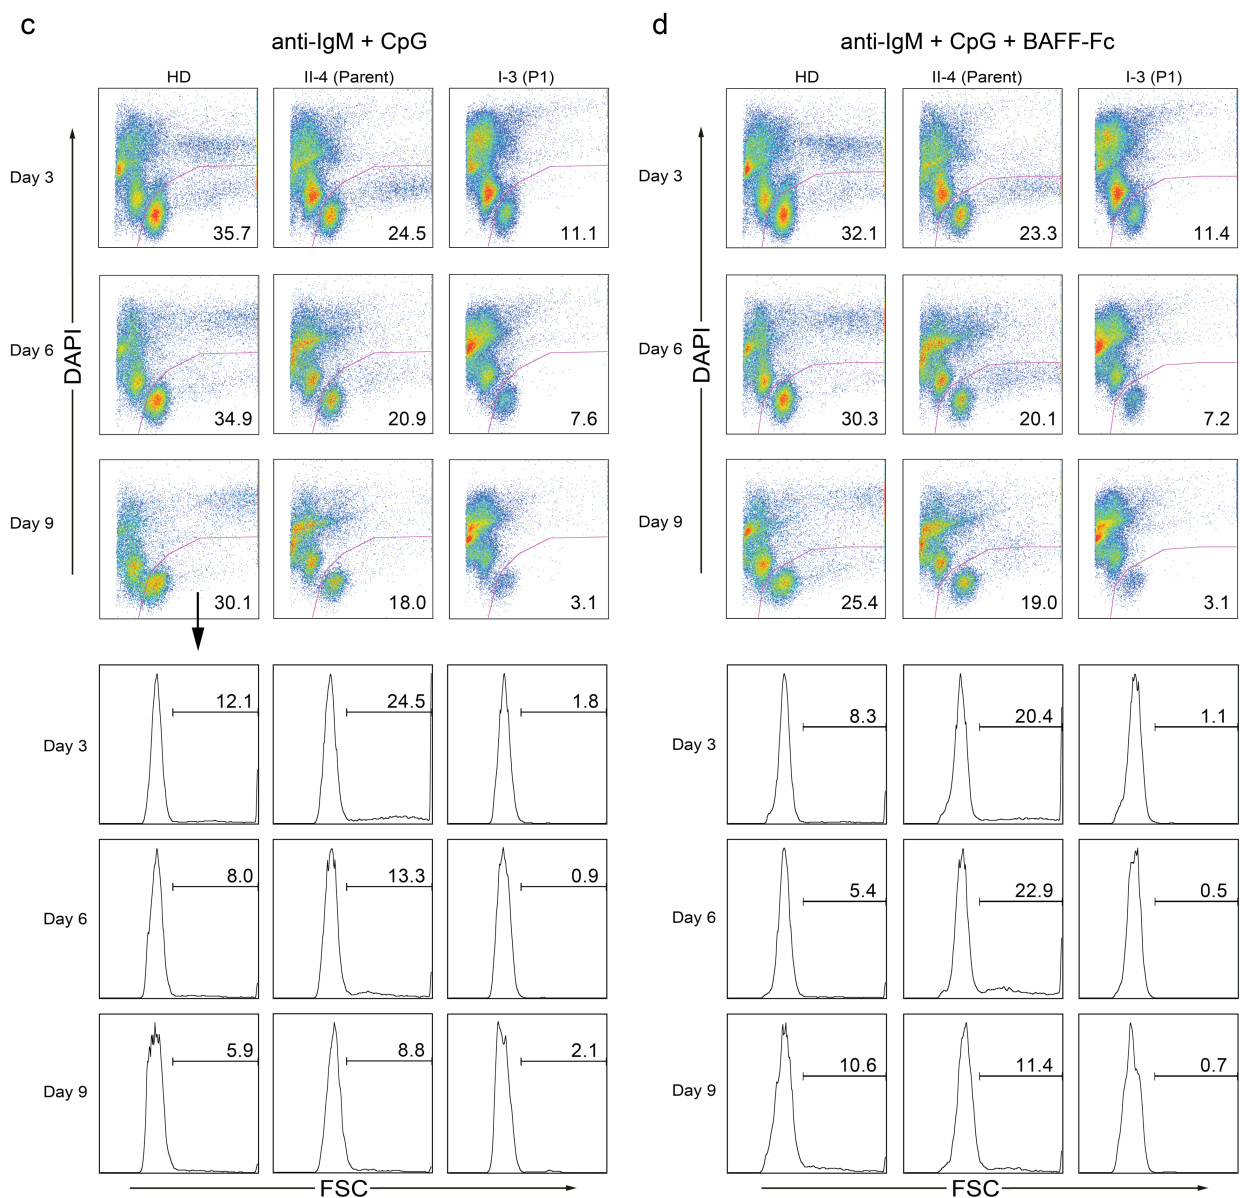 c
anti-IgM + CpG
HD II-4 (Parent) I-3 (P1)
DAPI
Day 3
35.7 24.5 11.1
Day 6
34.9 20.9 7.6
Day 9
30.1 18.0 3.1
Day 3
12.1 24.5 1.8
Day 6
8.0 13.3 0.9
Day 9
5.9 8.8 2.1
FSC
d
anti-IgM + CpG + BAFF-Fc
HD II-4 (Parent) I-3 (P1)
DAPI
Day 3
32.1 23.3 11.4
Day 6
30.3 20.1 7.2
Day 9
25.4 19.0 3.1
Day 3
8.3 20.4 1.1
Day 6
5.4 22.9 0.5
Day 9
10.6 11.4 0.7
FSC